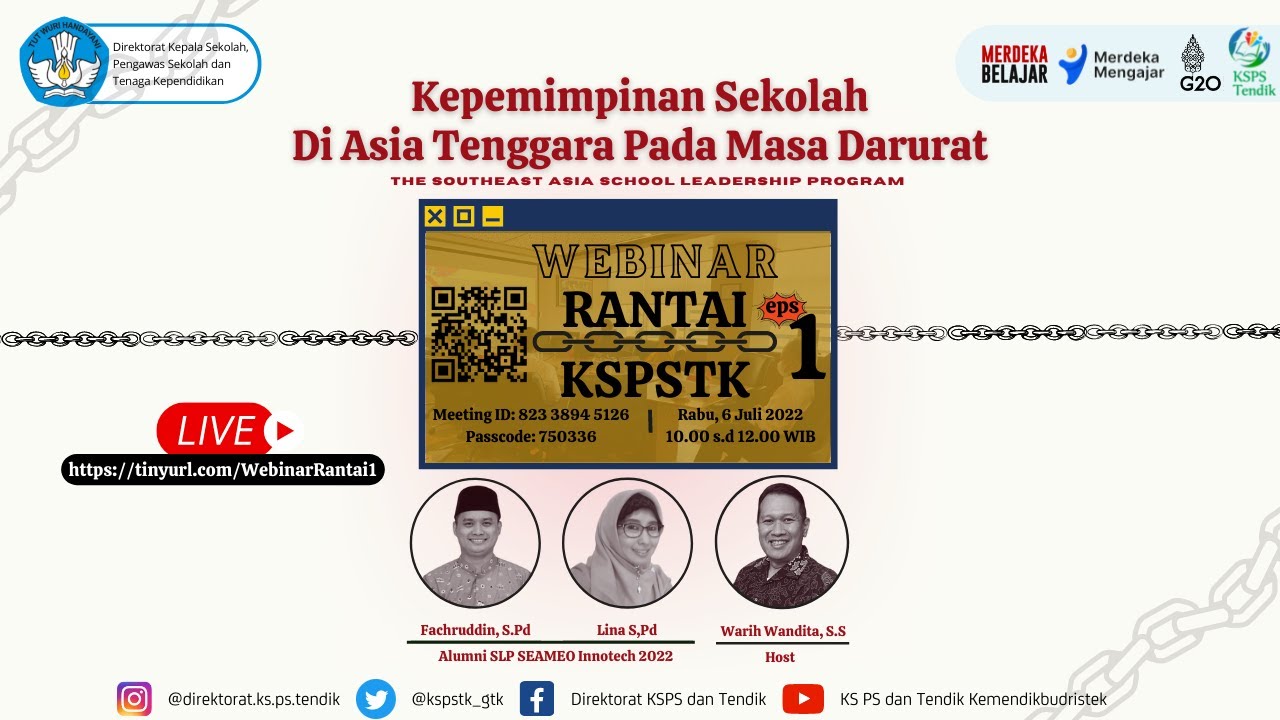 TUT WURI HANDAYANI
Direktorat Kepala Sekolah,
Pengawas Sekolah dan
Tenaga Kependidikan
MERDEKA
BELAJAR
Merdeka
Mengajar
G20
KSPS
Tendik
Kepemimpinan Sekolah
Di Asia Tenggara Pada Masa Darurat
THE SOUTHEAST ASIA SCHOOL LEADERSHIP PROGRAM
WEBINAR
RANTAI
eps
1
KSPSTK
Meeting ID: 823 3894 5126 | Rabu, 6 Juli 2022
Passcode: 750336
10.00 s.d 12.00 WIB
LIVE
https://tinyurl.com/WebinarRantai1
Fachruddin, S.Pd
Lina S,Pd
Warih Wandita, S.S
Alumni SLP SEAMEO Innotech 2022
Host
@direktorat.ks.ps.tendik
@kspstk_gtk
Direktorat KSPS dan Tendik
KS PS dan Tendik Kemendikbudristek